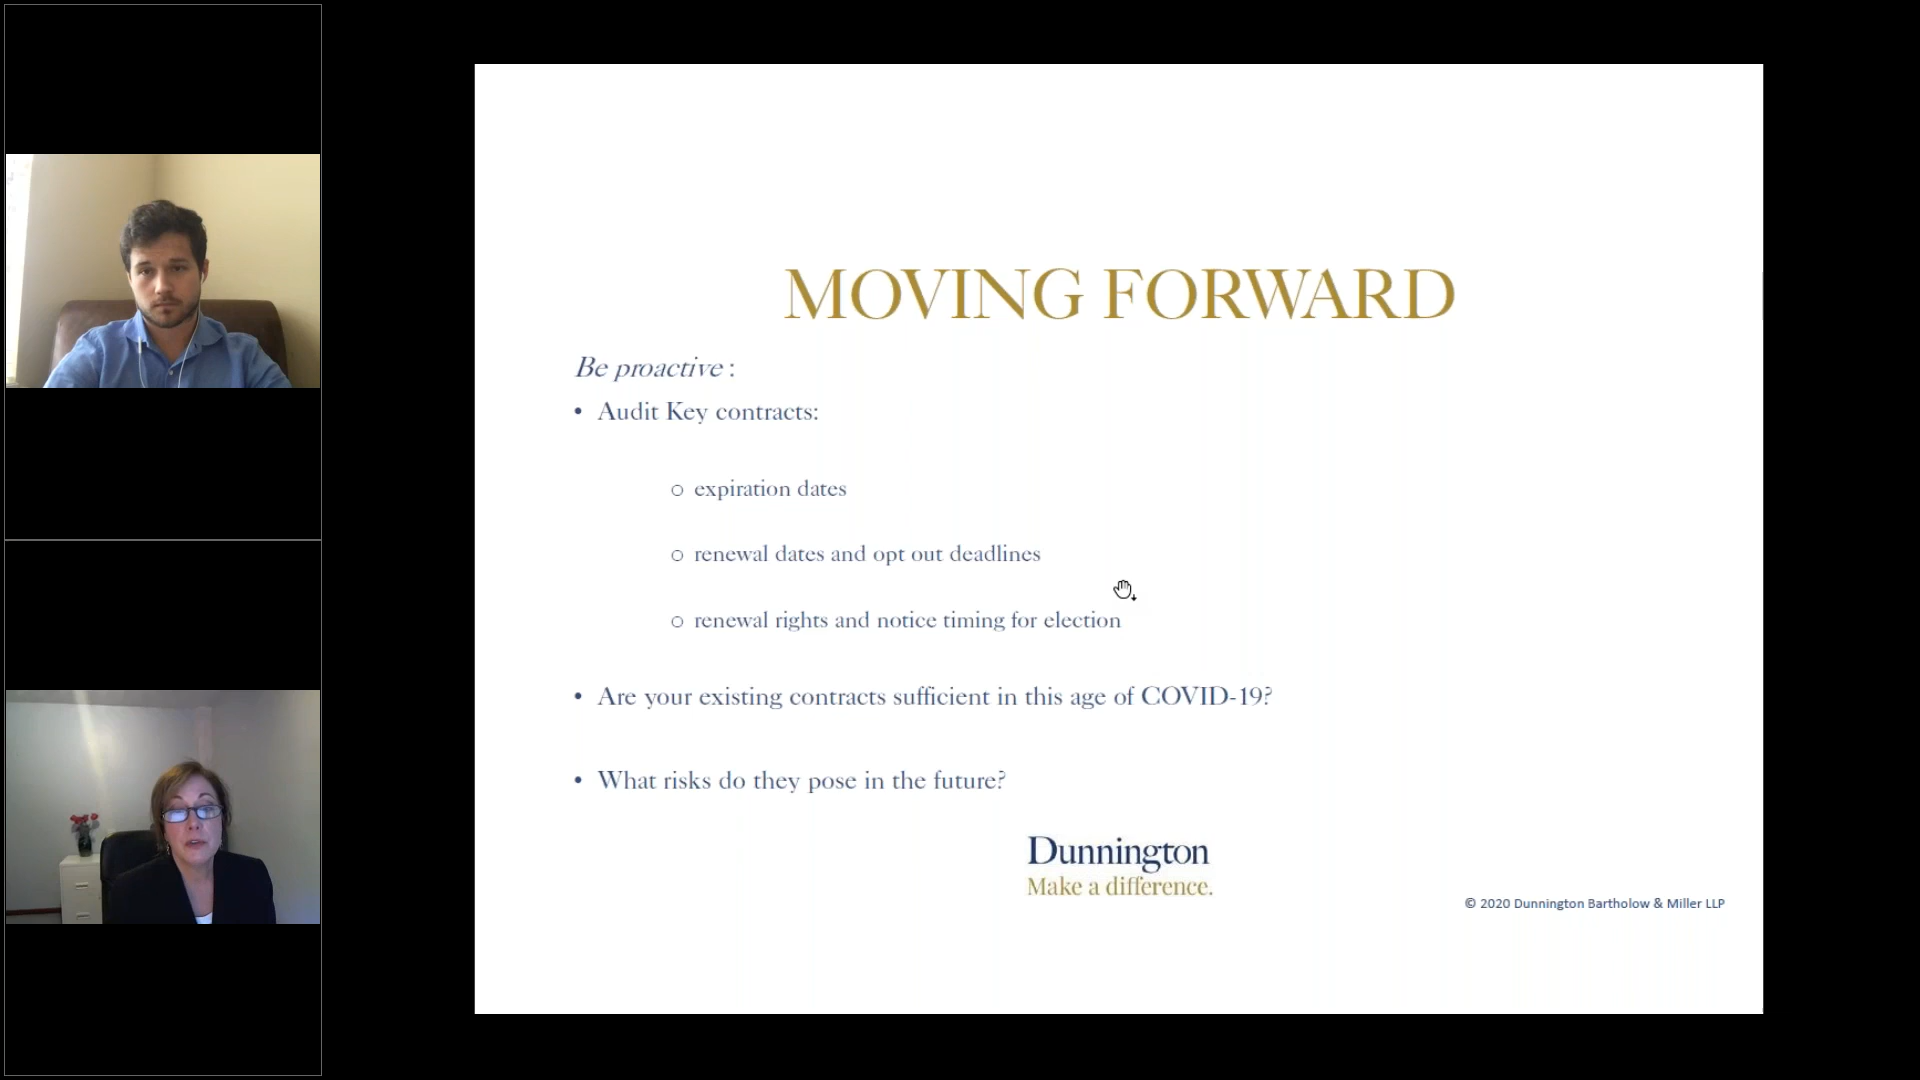 MOVING FORWARD
Be proactive :
• Audit Key contracts:
○ expiration dates
○ renewal dates and opt out deadlines
○ renewal rights and notice timing for election
• Are your existing contracts sufficient in this age of COVID-19?
• What risks do they pose in the future?
Dunnington
Make a difference.
© 2020 Dunnington Bartholow & Miller LLP